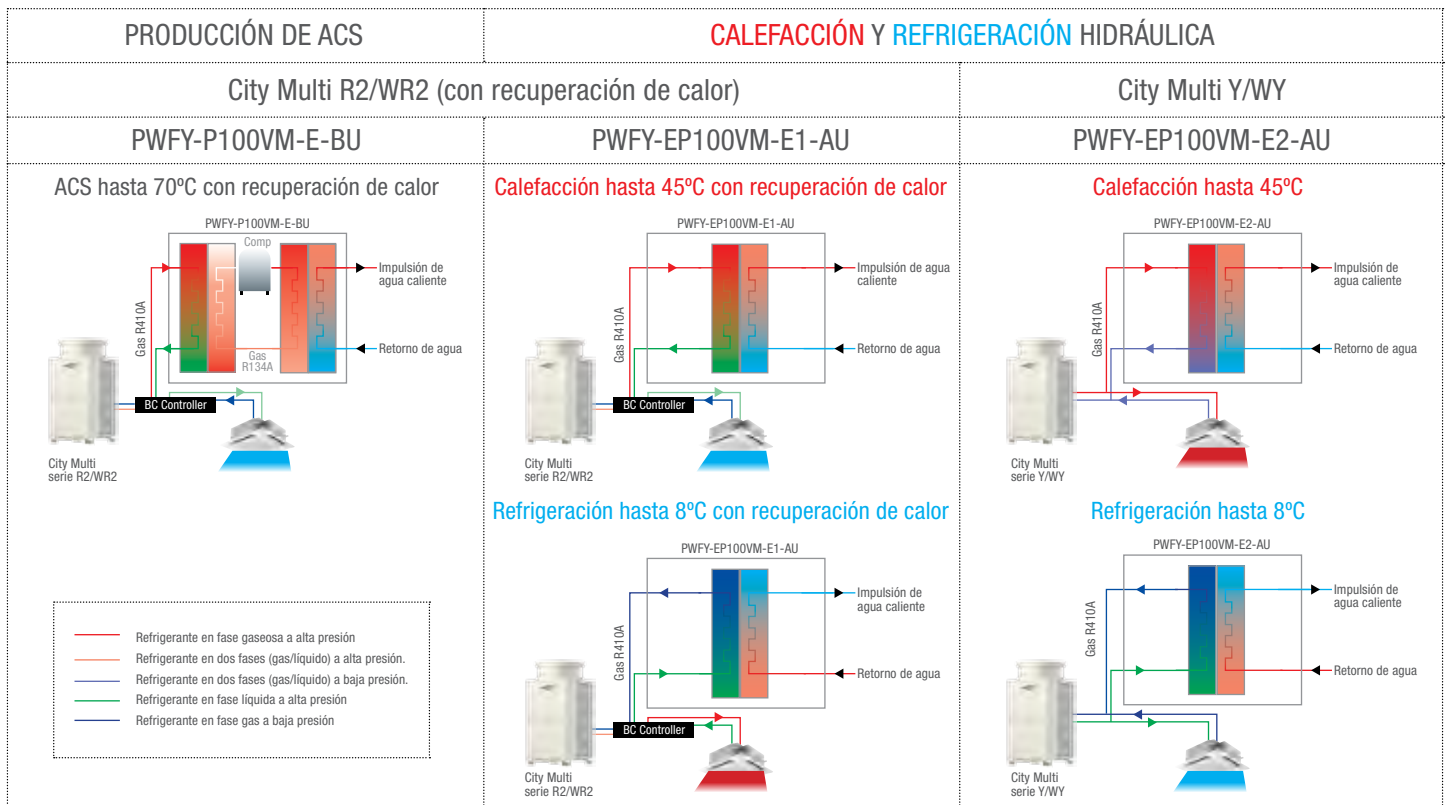 PRODUCCIÓN DE ACS
CALEFACCIÓN Y REFRIGERACIÓN HIDRÁULICA
City Multi R2/WR2 (con recuperación de calor)
City Multi Y/WY
PWFY-P100VM-E-BU
PWFY-EP100VM-E1-AU
PWFY-EP100VM-E2-AU
ACS hasta 70ºC con recuperación de calor
PWFY-P100VM-E-BU
Comp
Impulsión de
agua caliente
Gas R410A
Gas
R134A
Retorno de agua
BC Controller
City Multi
serie R2/WR2
Calefacción hasta 45ºC con recuperación de calor
PWFY-EP100VM-E1-AU
Impulsión de agua
caliente
Gas R410A
Retorno de agua
BC Controller
City Multi
serie R2/WR2
Calefacción hasta 45ºC
PWFY-EP100VM-E2-AU
Impulsión de
agua caliente
Gas R410A
Retorno de agua
City Multi
serie Y/WY
Refrigeración hasta 8ºC con recuperación de calor
PWFY-EP100VM-E1-AU
Impulsión de
agua caliente
Gas R410A
Retorno de agua
BC Controller
City Multi
serie R2/WR2
Refrigeración hasta 8ºC
PWFY-EP100VM-E2-AU
Impulsión de
agua caliente
Gas R410A
Retorno de agua
City Multi
serie Y/WY
Refrigerante en fase gaseosa a alta presión
Refrigerante en dos fases (gas/líquido) a alta presión.
Refrigerante en dos fases (gas/líquido) a baja presión.
Refrigerante en fase líquida a alta presión
Refrigerante en fase gas a baja presión